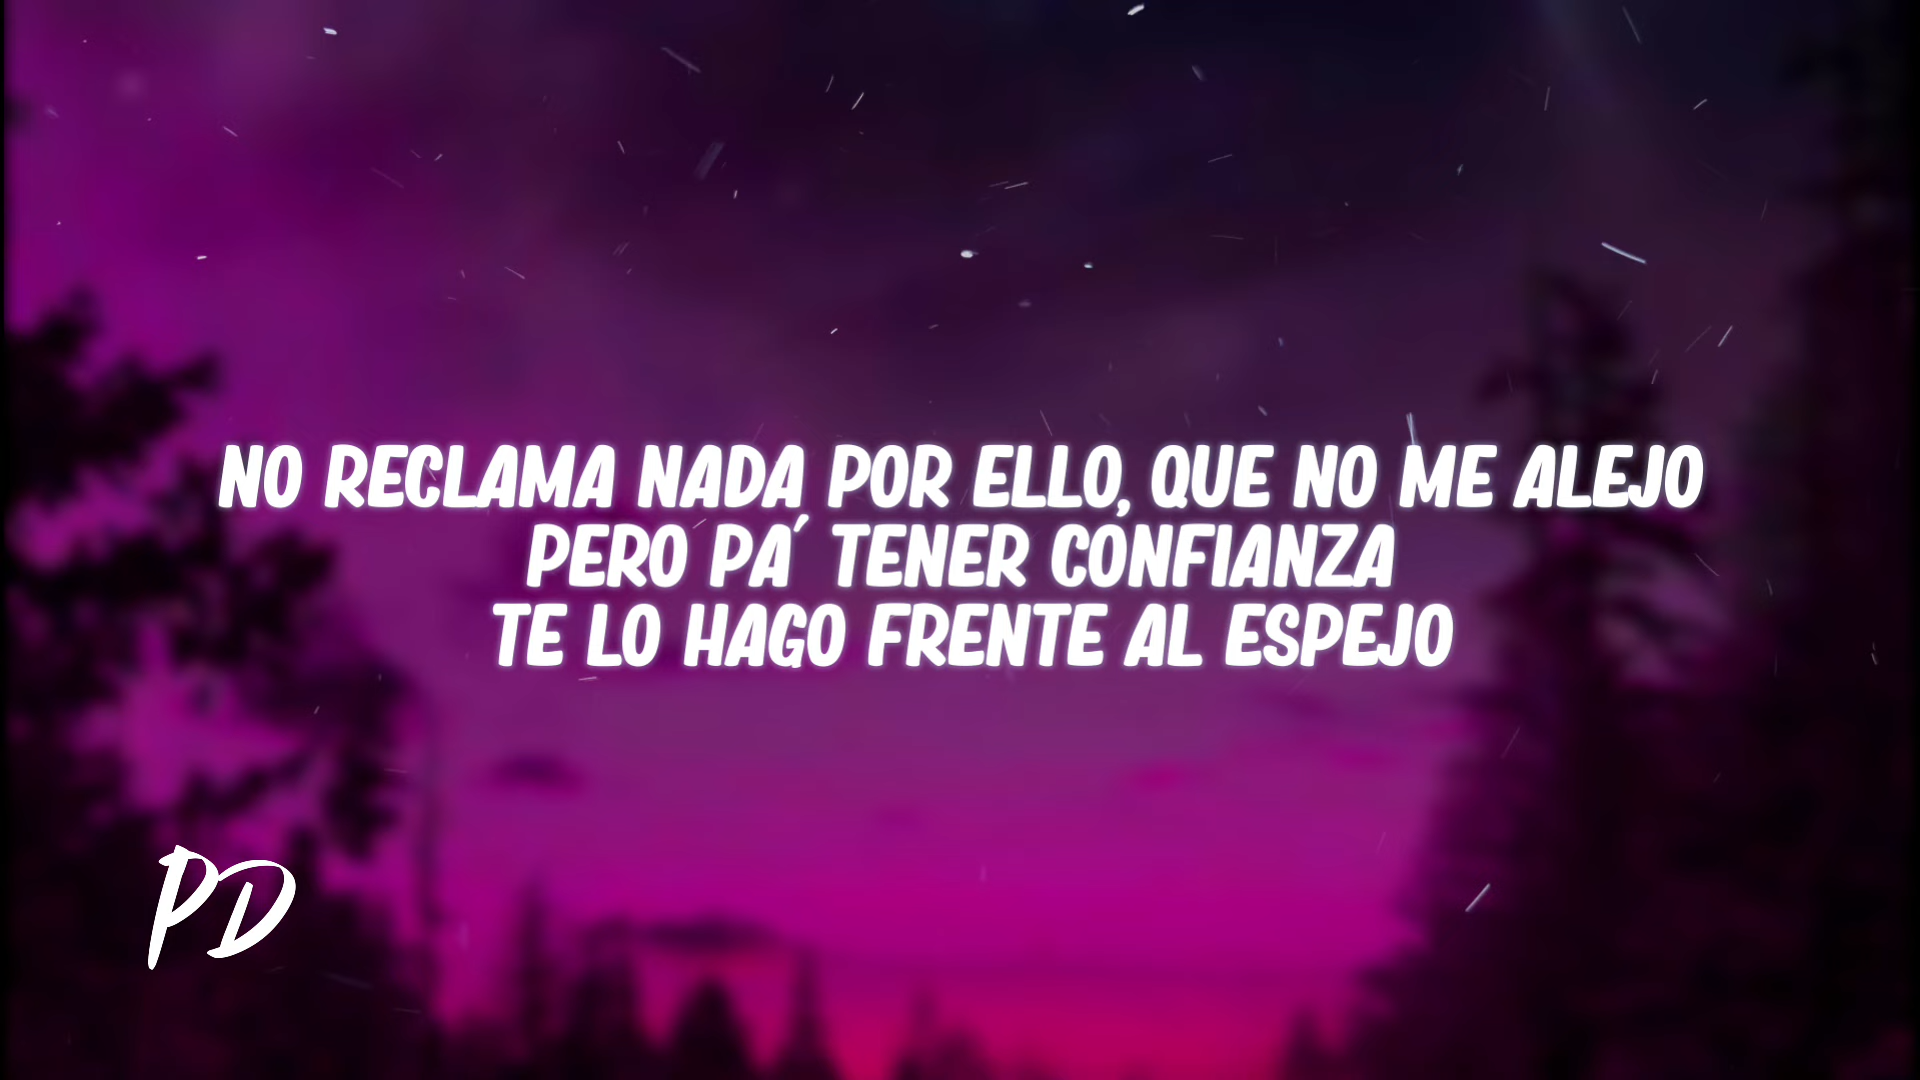 NO RECLAMA NADA POR ELLO, QUE NO ME ALEJO
PERO PA´ TENER CONFIANZA
TE LO HAGO FRENTE AL ESPEJO
PD